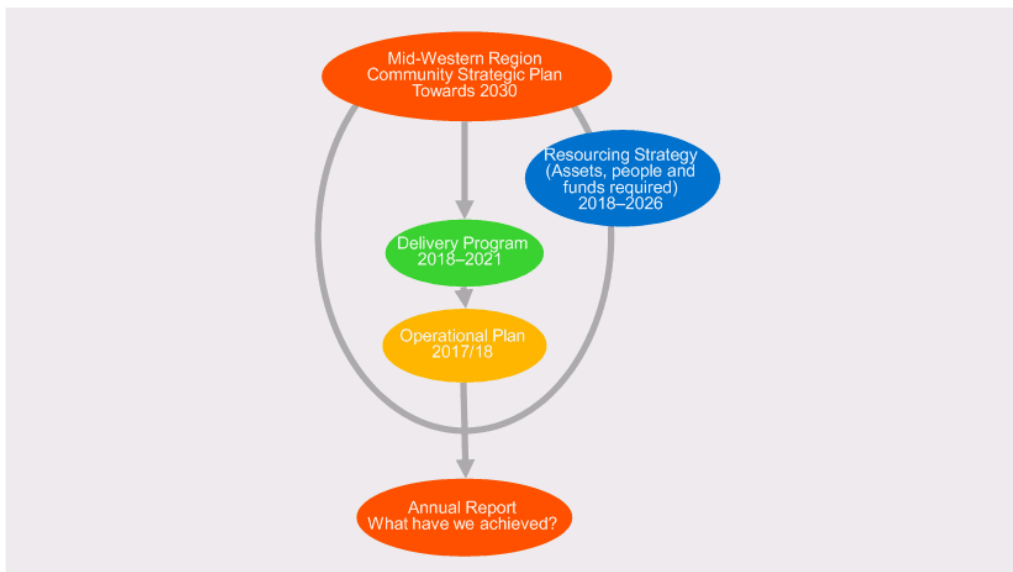 Mid-Western Region
Community Strategic Plan
Towards 2030
Resourcing Strategy
(Assets, people and
funds required)
2018–2026
Delivery Program
2018–2021
Operational Plan
2017/18
Annual Report
What have we achieved?